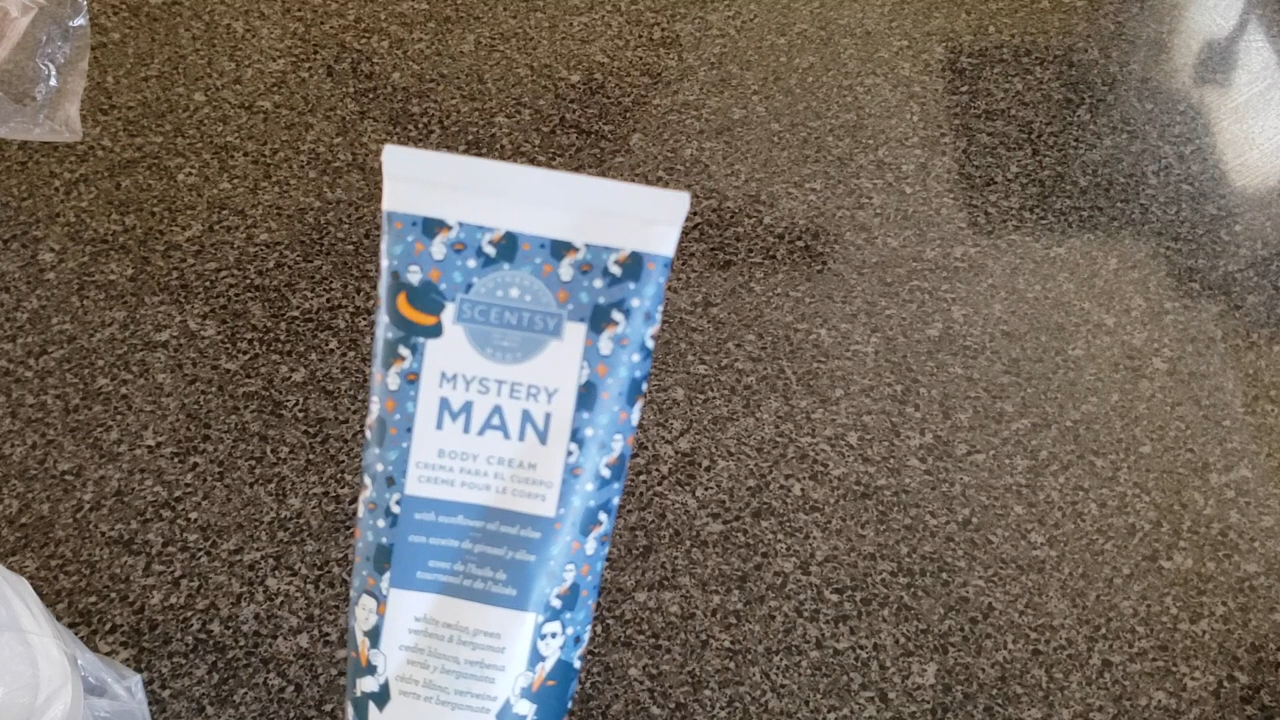 SCENTSY
MYSTERY
MAN
BODY CREAM
CREMA PARA EL CUERPO
CRÈME POUR LE CORPS
with sunflower oil and aloe
con aceite de girasol y áloe
avec de l'huile de
tournesol et de l'aloès
white cedar, green
verbena & bergamot
cedro blanco, verbena
verde y bergamota
cèdre blanc, verveine
verte et bergamote